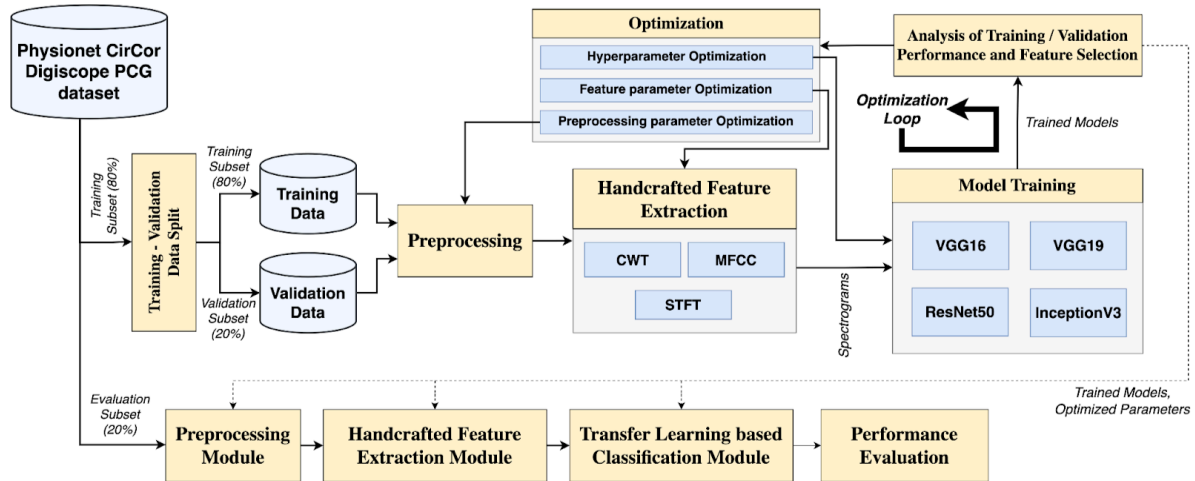 Physionet CirCor
Digiscope PCG
dataset
Optimization
Hyperparameter Optimization
Feature parameter Optimization
Preprocessing parameter Optimization
Analysis of Training / Validation
Performance and Feature Selection
Optimization
Loop
Trained Models
Training
Subset (80%)
Training - Validation
Data Split
Training
Subset
(80%)
Training
Data
Validation
Subset
(20%)
Validation
Data
Preprocessing
Handcrafted Feature
Extraction
CWT
MFCC
STFT
Spectrograms
Model Training
VGG16
VGG19
ResNet50
InceptionV3
Trained Models,
Optimized Parameters
Evaluation
Subset
(20%)
Preprocessing
Module
Handcrafted Feature
Extraction Module
Transfer Learning based
Classification Module
Performance
Evaluation